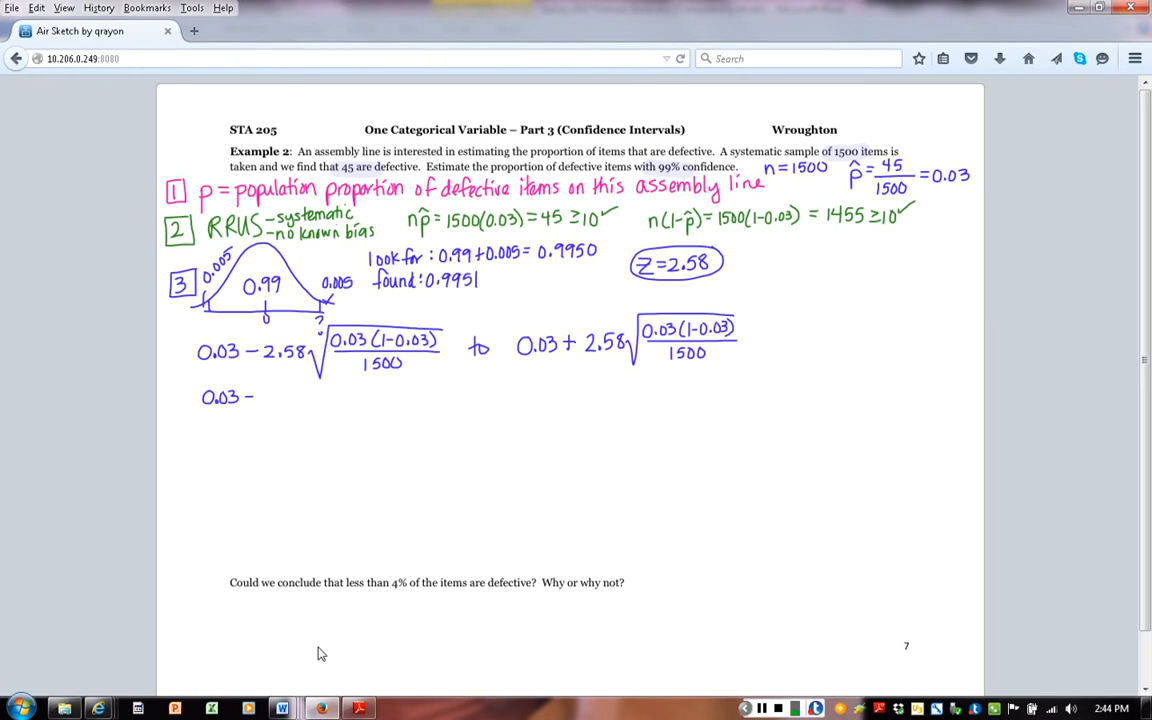 File Edit View History Bookmarks Tools Help
Air Sketch by qrayon
10.206.0.249:8080
Search
STA 205 One Categorical Variable – Part 3 (Confidence Intervals) Wroughton
Example 2: An assembly line is interested in estimating the proportion of items that are defective. A systematic sample of 1500 items is
taken and we find that 45 are defective. Estimate the proportion of defective items with 99% confidence.
n=1500 p̂ = 45/1500 = 0.03
1 p = population proportion of defective items on this assembly line
2 RRUS -systematic -no known bias np̂ = 1500(0.03) = 45 ≥10 ✓ n(1-p̂) = 1500(1-0.03) = 1455 ≥10 ✓
3 0.005 0.99 0.005 0 ?
look for: 0.99+0.005 = 0.9950
found: 0.9951
z=2.58
0.03 - 2.58√(0.03(1-0.03)/1500) to 0.03 + 2.58√(0.03(1-0.03)/1500)
0.03 -
Could we conclude that less than 4% of the items are defective? Why or why not?
7
2:44 PM